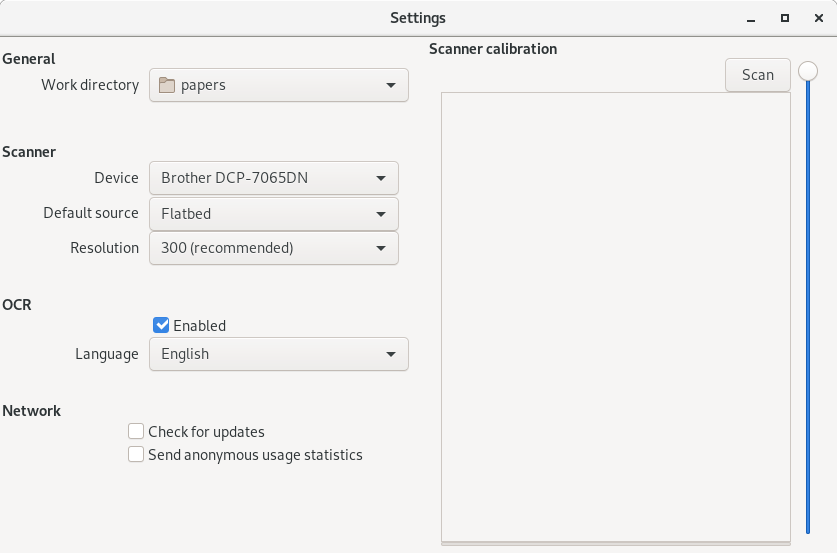 Settings
General
Work directory papers
Scanner
Device Brother DCP-7065DN
Default source Flatbed
Resolution 300 (recommended)
OCR
Enabled
Language English
Network
Check for updates
Send anonymous usage statistics
Scanner calibration
Scan